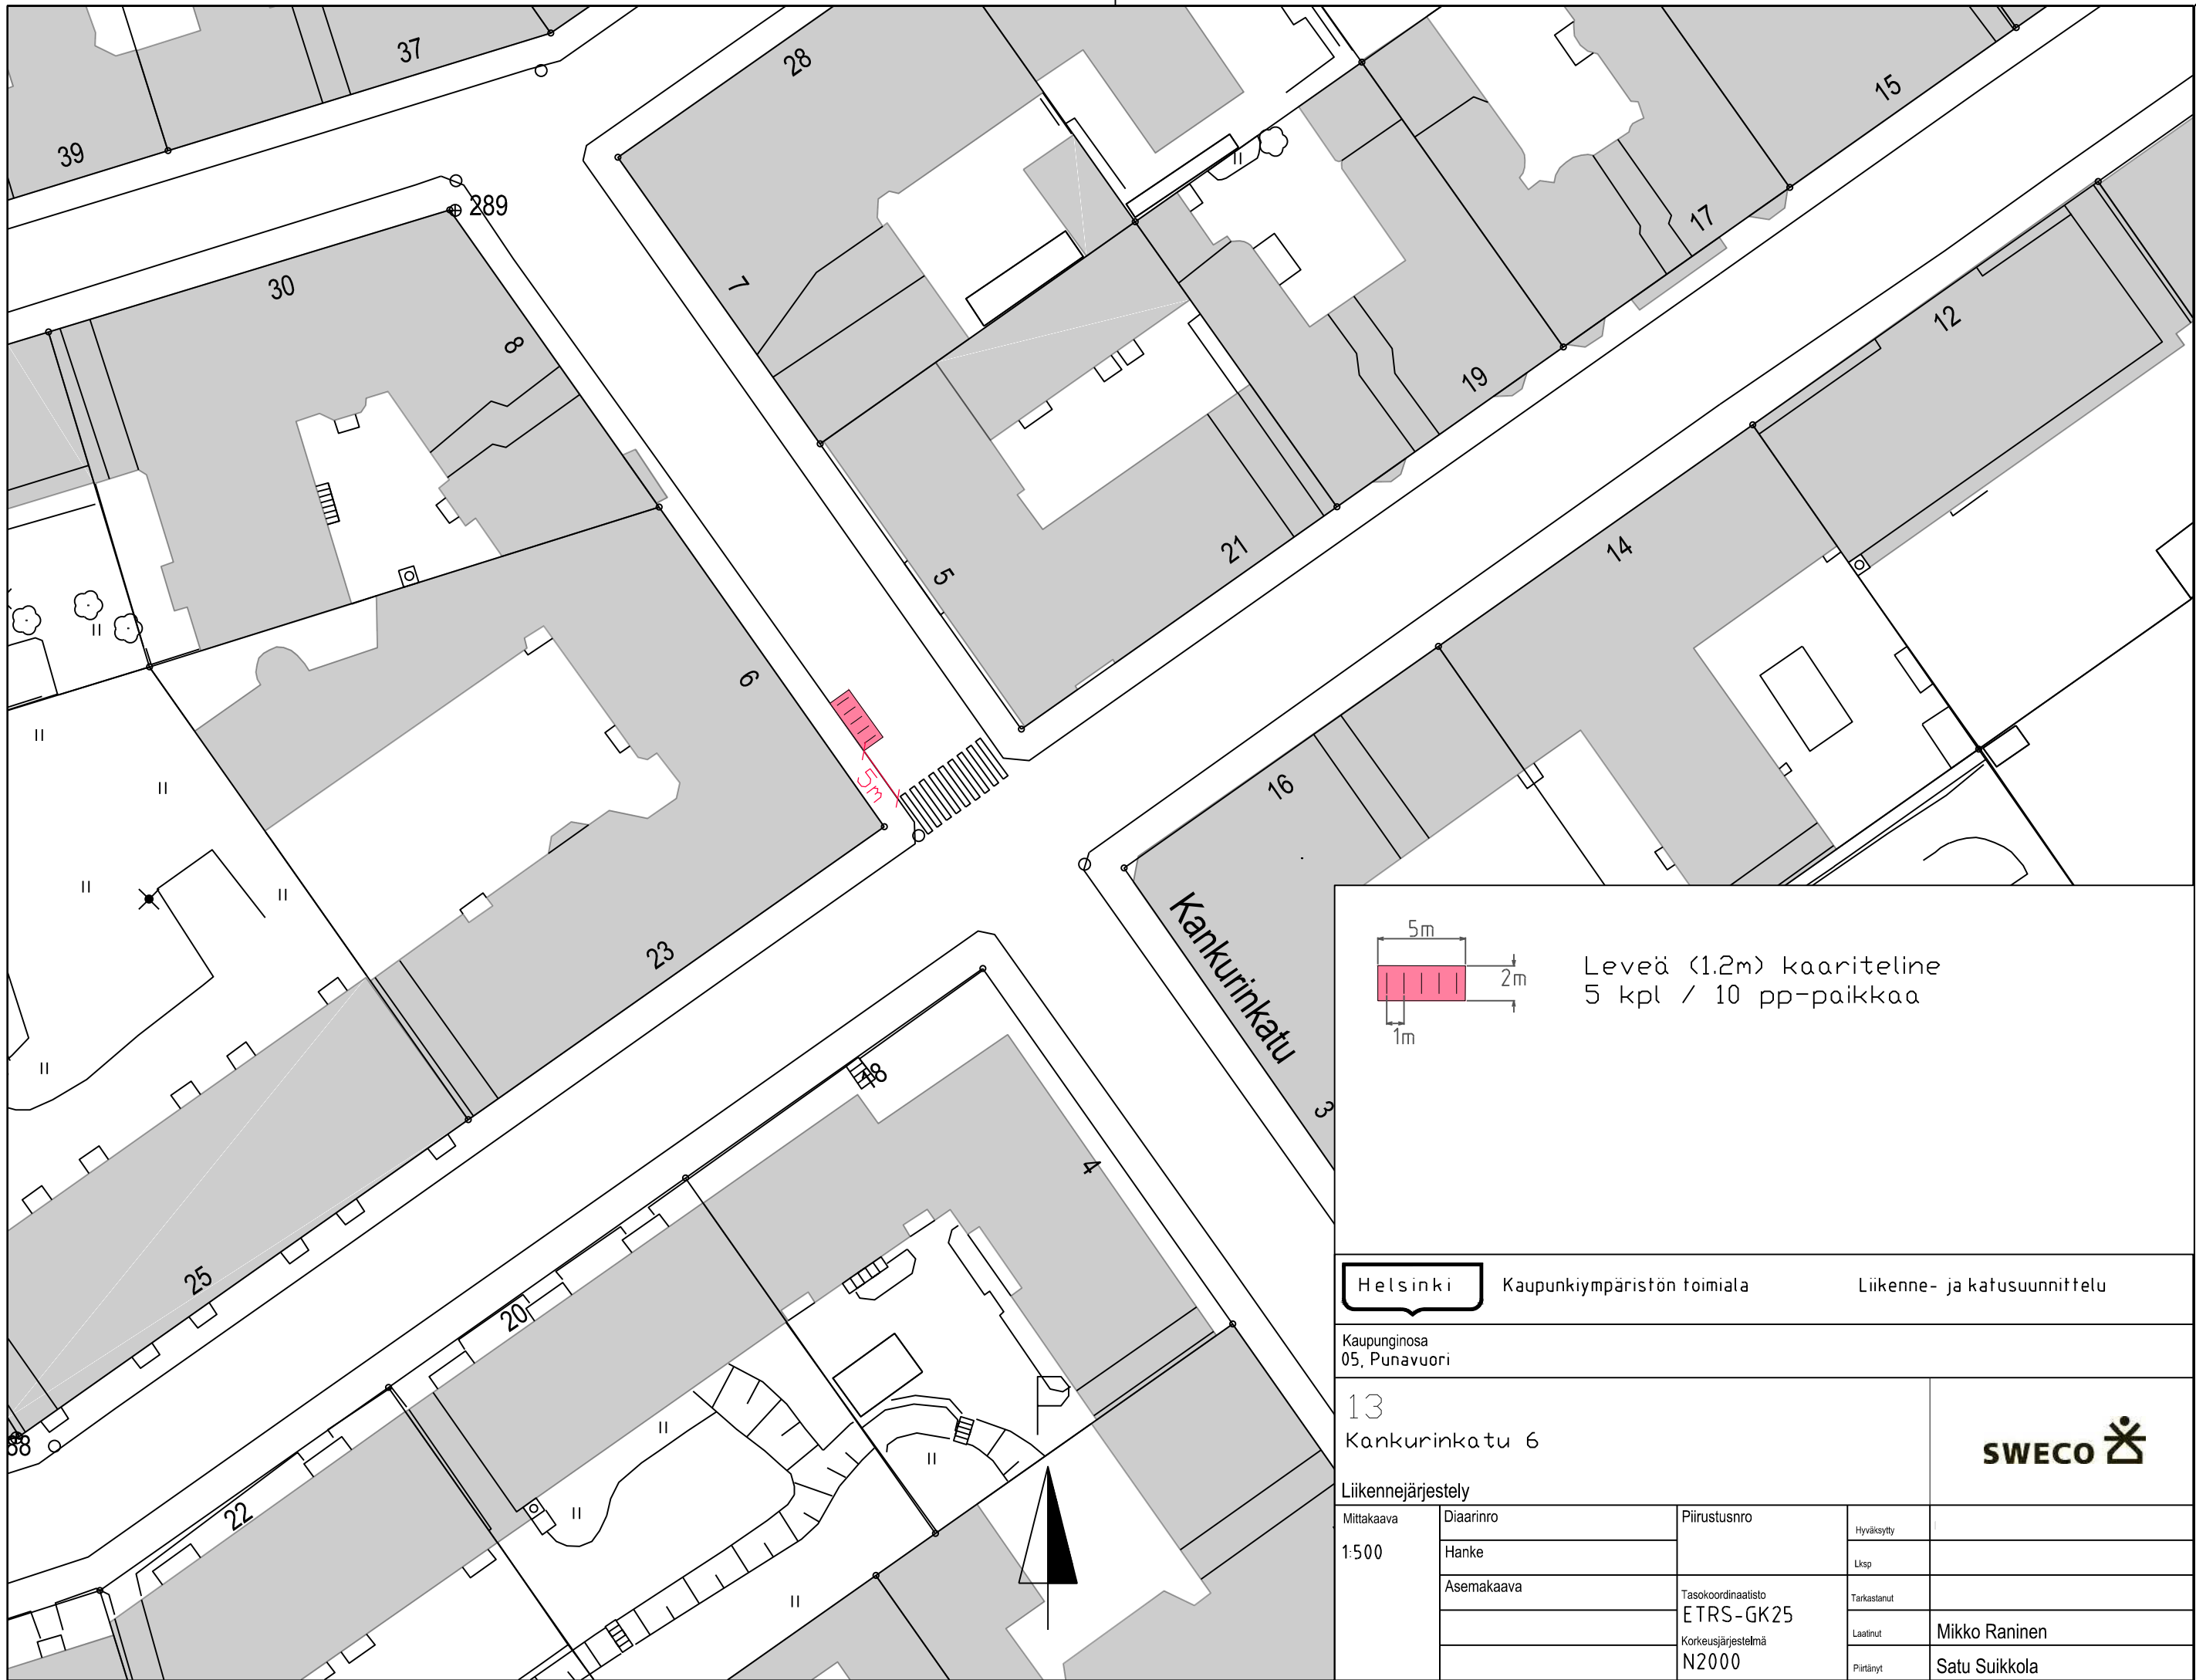 37
28
15
39
289
17
30
7
12
8
19
5
21
14
6
5m
16
23
Kankurinkatu
18
3
4
25
20
22
5m
2m
1m
Leveä (1.2m) kaariteline
5 kpl / 10 pp-paikkaa
Helsinki
Kaupunkiympäristön toimiala
Liikenne- ja katusuunnittelu
Kaupunginosa
05, Punavuori
13
Kankurinkatu 6
Liikennejärjestely
SWECO
Mittakaava
1:500
Diaarinro
Hanke
Asemakaava
Piirustusnro
Tasokoordinaatisto
ETRS-GK25
Korkeusjärjestelmä
N2000
Hyväksytty
Lksp
Tarkastanut
Laatinut
Mikko Raninen
Piirtänyt
Satu Suikkola